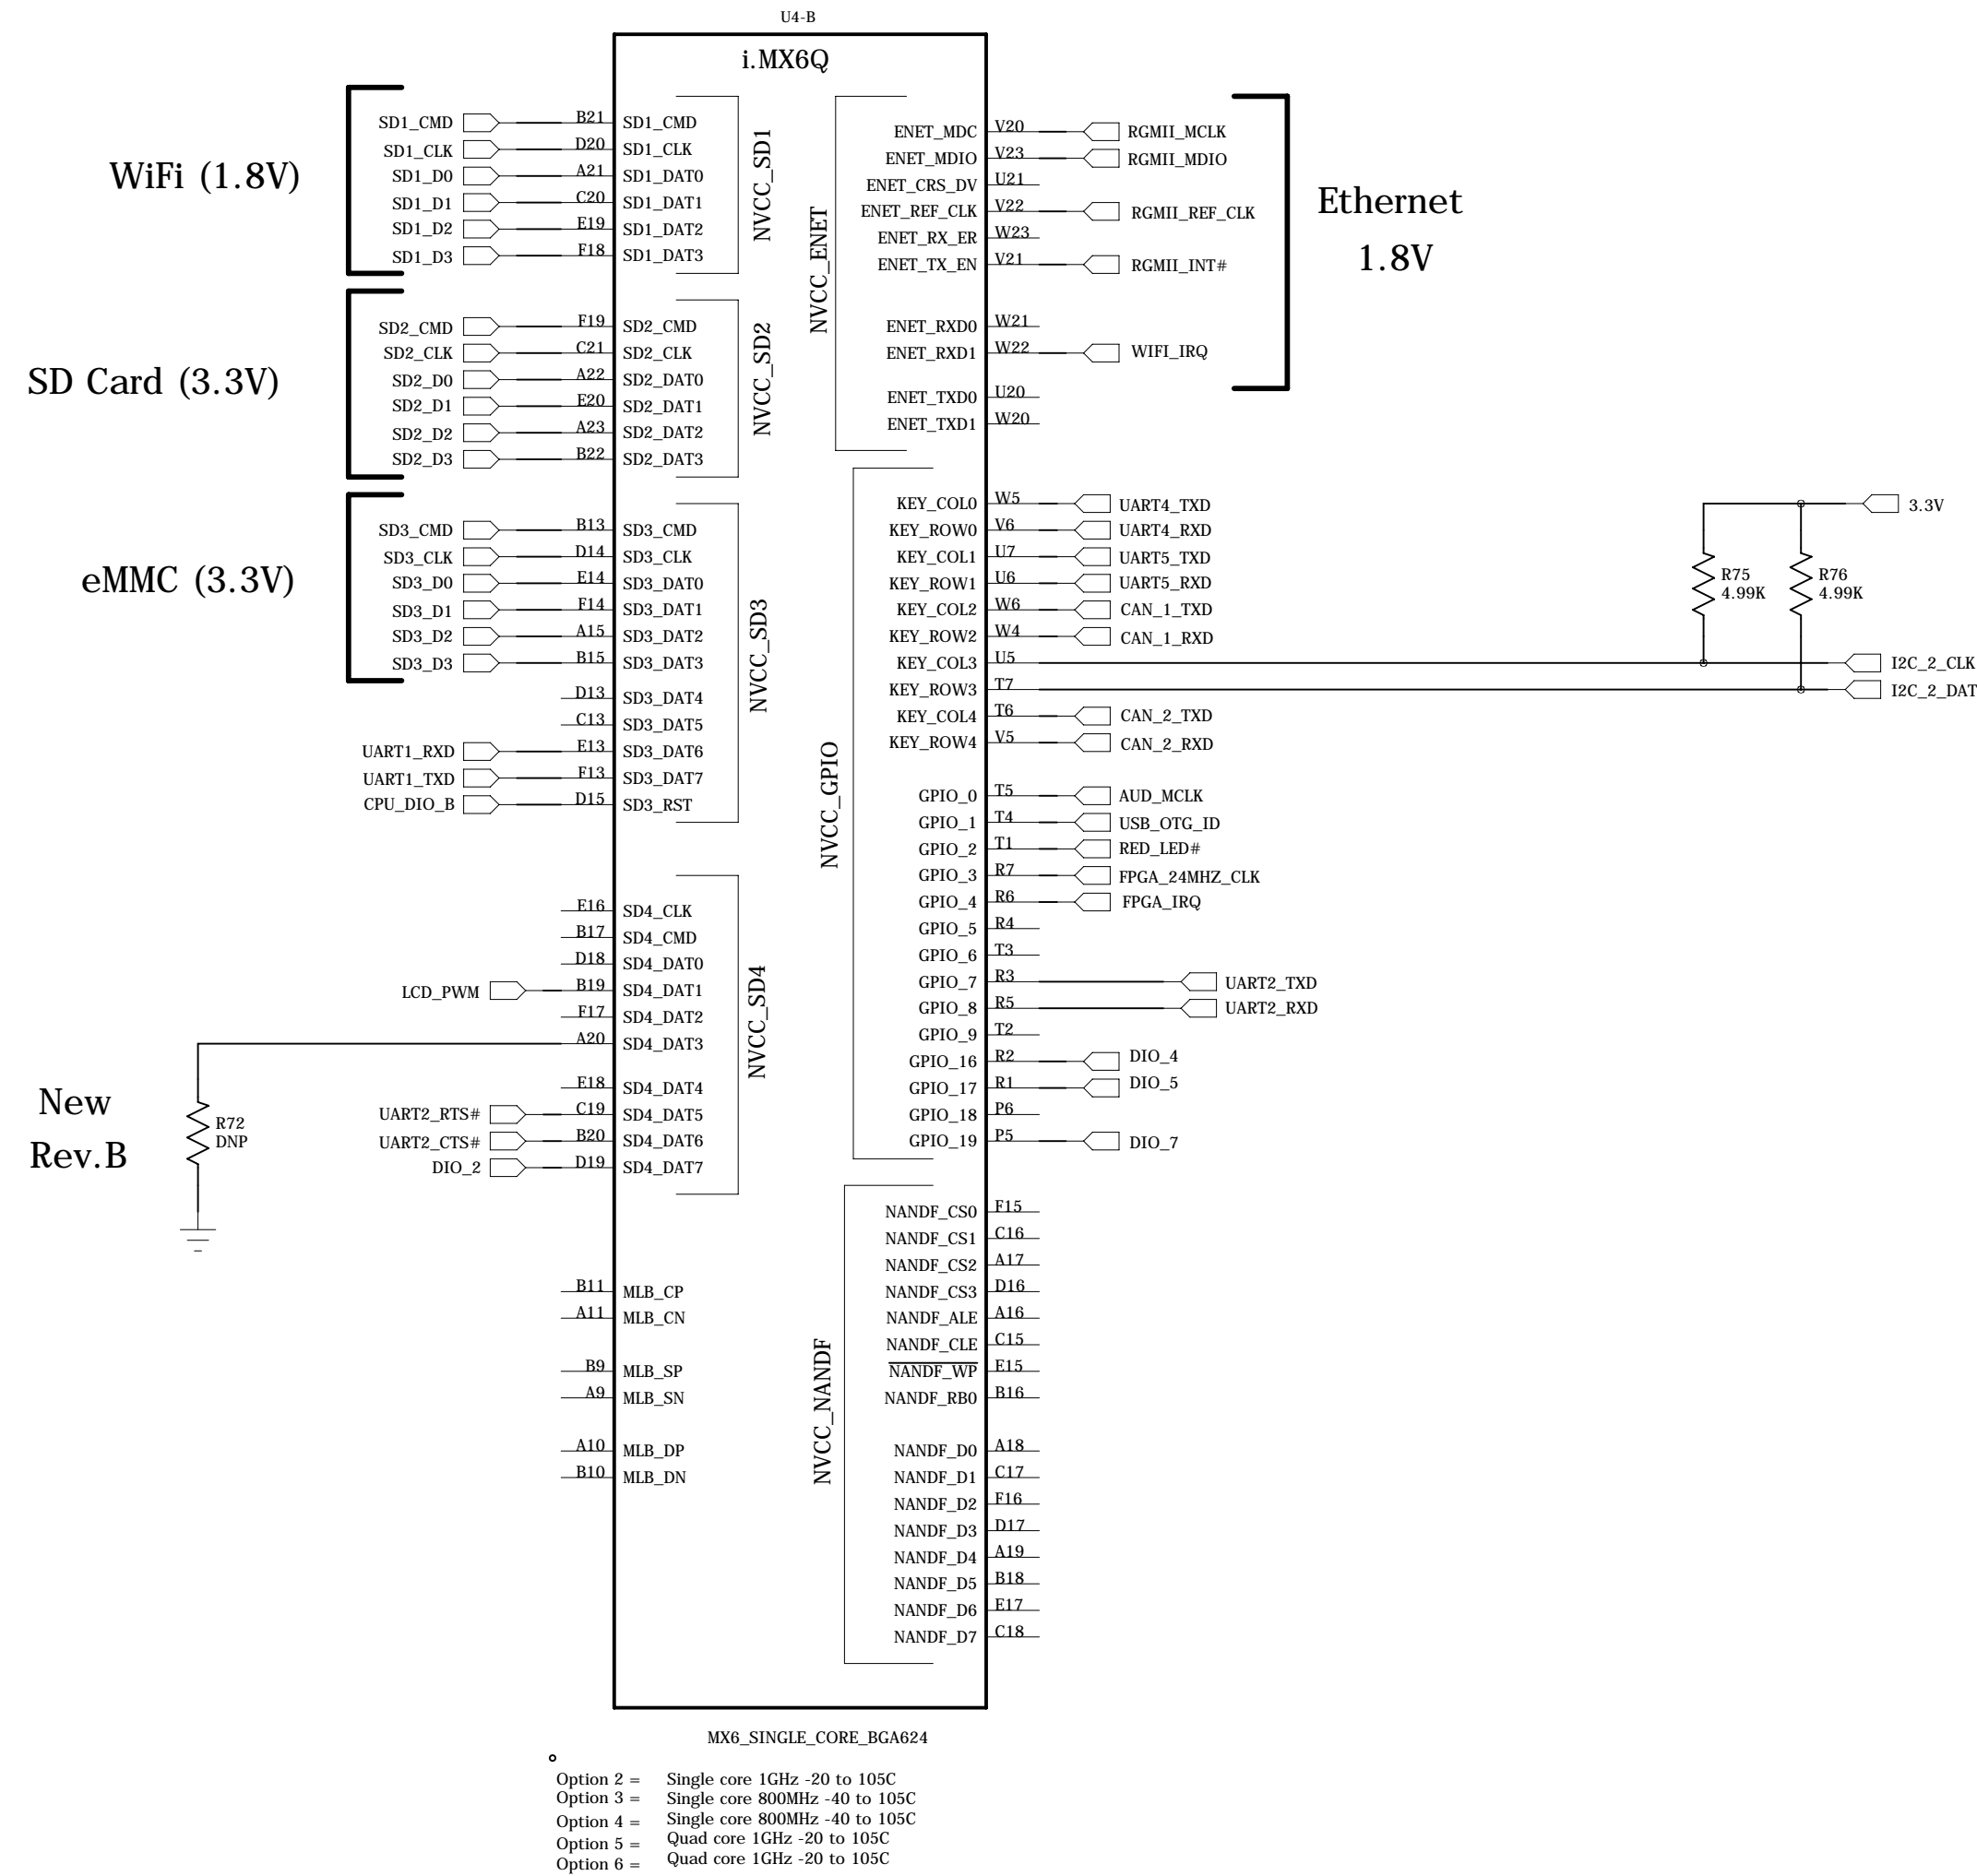 U4-B
i.MX6Q
WiFi (1.8V)
SD1_CMD B21 SD1_CMD
SD1_CLK D20 SD1_CLK
SD1_D0 A21 SD1_DAT0
SD1_D1 C20 SD1_DAT1
SD1_D2 E19 SD1_DAT2
SD1_D3 F18 SD1_DAT3
NVCC_SD1
SD Card (3.3V)
SD2_CMD F19 SD2_CMD
SD2_CLK C21 SD2_CLK
SD2_D0 A22 SD2_DAT0
SD2_D1 E20 SD2_DAT1
SD2_D2 A23 SD2_DAT2
SD2_D3 B22 SD2_DAT3
NVCC_SD2
eMMC (3.3V)
SD3_CMD B13 SD3_CMD
SD3_CLK D14 SD3_CLK
SD3_D0 E14 SD3_DAT0
SD3_D1 F14 SD3_DAT1
SD3_D2 A15 SD3_DAT2
SD3_D3 B15 SD3_DAT3
D13 SD3_DAT4
C13 SD3_DAT5
UART1_RXD E13 SD3_DAT6
UART1_TXD F13 SD3_DAT7
CPU_DIO_B D15 SD3_RST
NVCC_SD3
E16 SD4_CLK
B17 SD4_CMD
D18 SD4_DAT0
LCD_PWM B19 SD4_DAT1
F17 SD4_DAT2
A20 SD4_DAT3
E18 SD4_DAT4
UART2_RTS# C19 SD4_DAT5
UART2_CTS# B20 SD4_DAT6
DIO_2 D19 SD4_DAT7
NVCC_SD4
New
Rev.B
R72
DNP
B11 MLB_CP
A11 MLB_CN
B9 MLB_SP
A9 MLB_SN
A10 MLB_DP
B10 MLB_DN
NVCC_ENET
ENET_MDC V20 RGMII_MCLK
ENET_MDIO V23 RGMII_MDIO
ENET_CRS_DV U21
ENET_REF_CLK V22 RGMII_REF_CLK
ENET_RX_ER W23
ENET_TX_EN V21 RGMII_INT#
ENET_RXD0 W21
ENET_RXD1 W22 WIFI_IRQ
ENET_TXD0 U20
ENET_TXD1 W20
Ethernet
1.8V
NVCC_GPIO
KEY_COL0 W5 UART4_TXD
KEY_ROW0 V6 UART4_RXD
KEY_COL1 U7 UART5_TXD
KEY_ROW1 U6 UART5_RXD
KEY_COL2 W6 CAN_1_TXD
KEY_ROW2 W4 CAN_1_RXD
KEY_COL3 U5 I2C_2_CLK
KEY_ROW3 T7 I2C_2_DAT
KEY_COL4 T6 CAN_2_TXD
KEY_ROW4 V5 CAN_2_RXD
3.3V
R75
4.99K
R76
4.99K
GPIO_0 T5 AUD_MCLK
GPIO_1 T4 USB_OTG_ID
GPIO_2 T1 RED_LED#
GPIO_3 R7 FPGA_24MHZ_CLK
GPIO_4 R6 FPGA_IRQ
GPIO_5 R4
GPIO_6 T3
GPIO_7 R3 UART2_TXD
GPIO_8 R5 UART2_RXD
GPIO_9 T2
GPIO_16 R2 DIO_4
GPIO_17 R1 DIO_5
GPIO_18 P6
GPIO_19 P5 DIO_7
NVCC_NANDF
NANDF_CS0 F15
NANDF_CS1 C16
NANDF_CS2 A17
NANDF_CS3 D16
NANDF_ALE A16
NANDF_CLE C15
NANDF_WP E15
NANDF_RB0 B16
NANDF_D0 A18
NANDF_D1 C17
NANDF_D2 F16
NANDF_D3 D17
NANDF_D4 A19
NANDF_D5 B18
NANDF_D6 E17
NANDF_D7 C18
MX6_SINGLE_CORE_BGA624
Option 2 = Single core 1GHz -20 to 105C
Option 3 = Single core 800MHz -40 to 105C
Option 4 = Single core 800MHz -40 to 105C
Option 5 = Quad core 1GHz -20 to 105C
Option 6 = Quad core 1GHz -20 to 105C